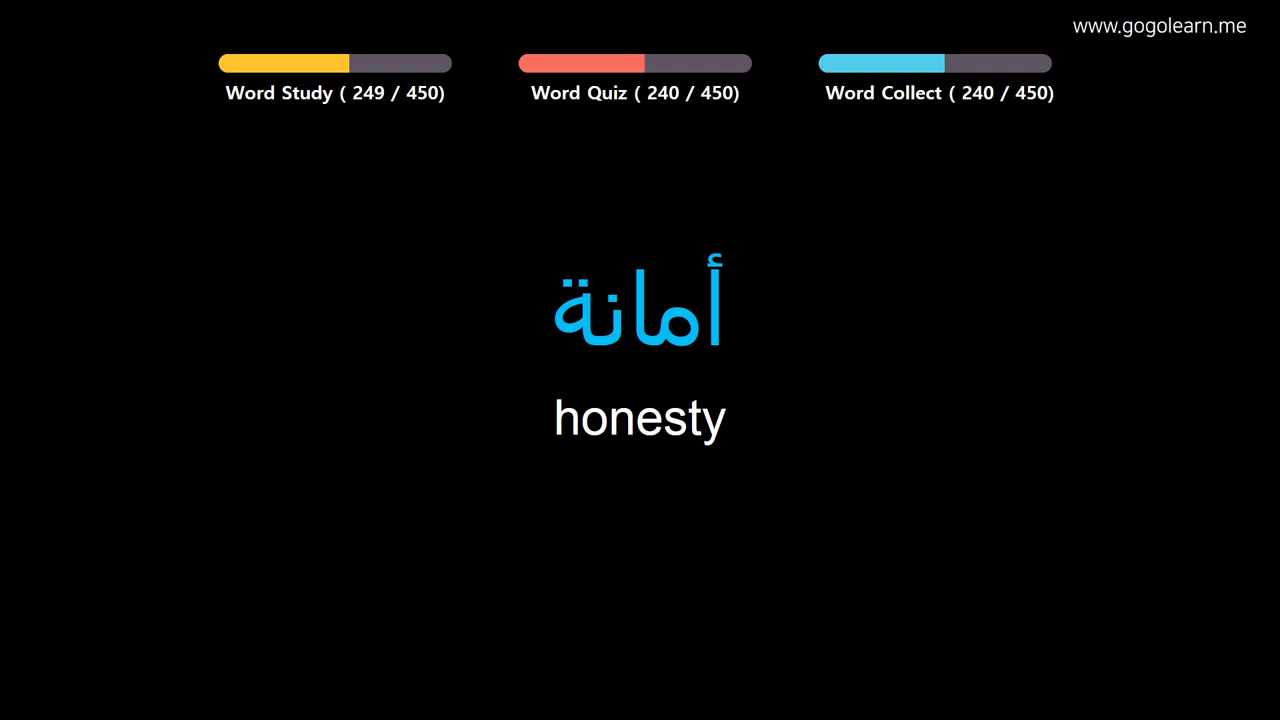 www.gogolearn.me
Word Study ( 249 / 450)
Word Quiz ( 240 / 450)
Word Collect ( 240 / 450)
أمانة
honesty